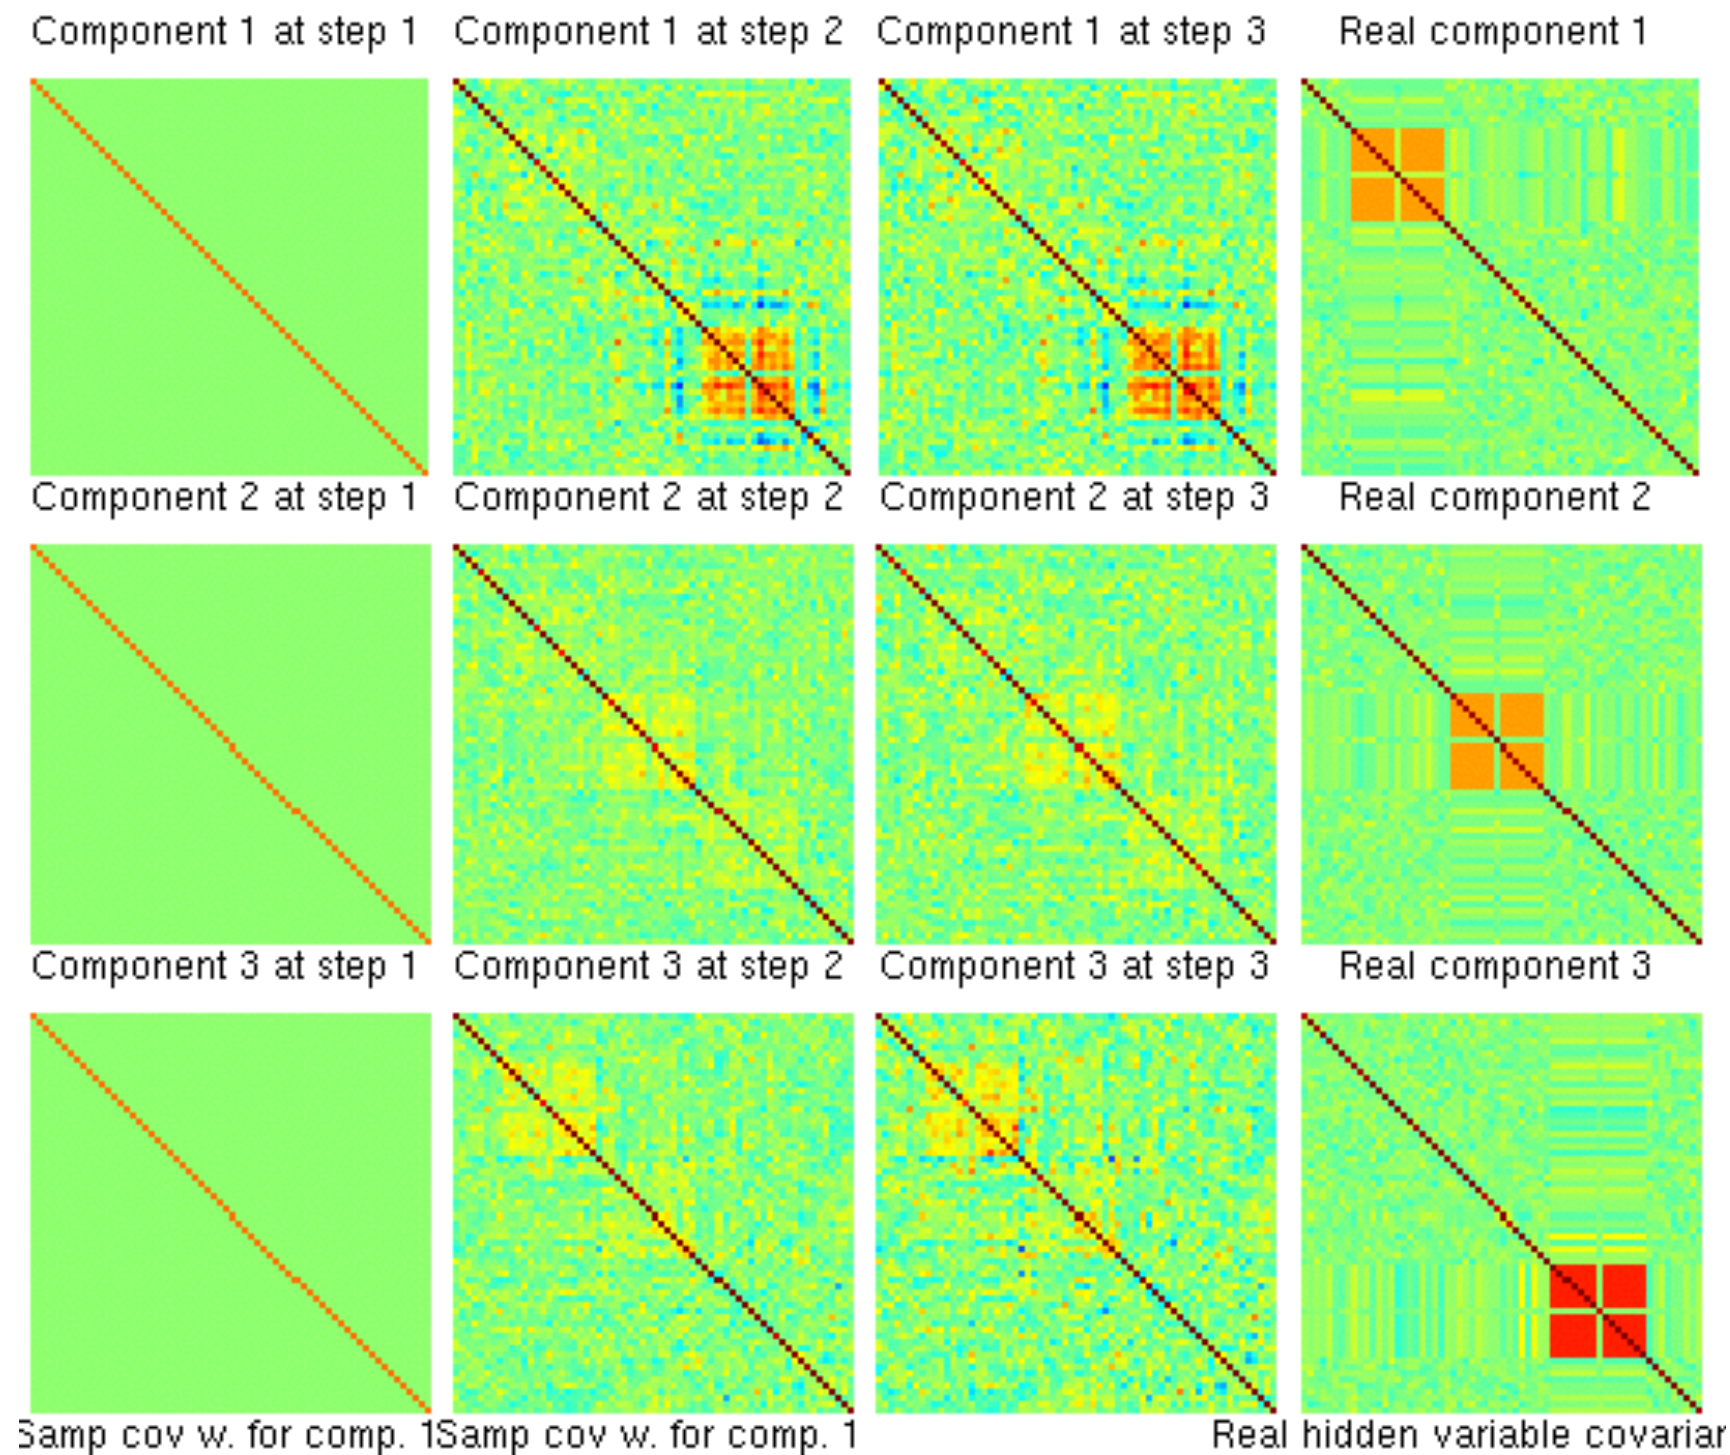 Component 1 at step 1 Component 1 at step 2 Component 1 at step 3 Real component 1
Component 2 at step 1 Component 2 at step 2 Component 2 at step 3 Real component 2
Component 3 at step 1 Component 3 at step 2 Component 3 at step 3 Real component 3
Samp cov w. for comp. 1 Samp cov w. for comp. 1 Real hidden variable covarian